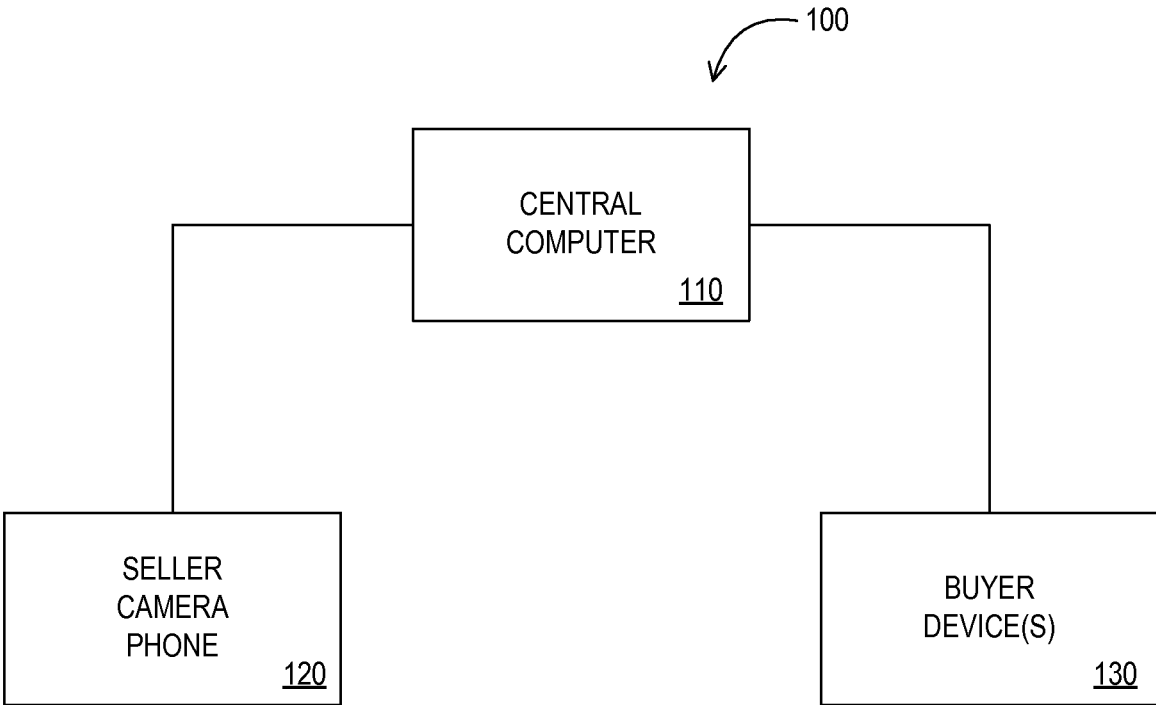 100
CENTRAL
COMPUTER
110
SELLER
CAMERA
PHONE
120
BUYER
DEVICE(S)
130